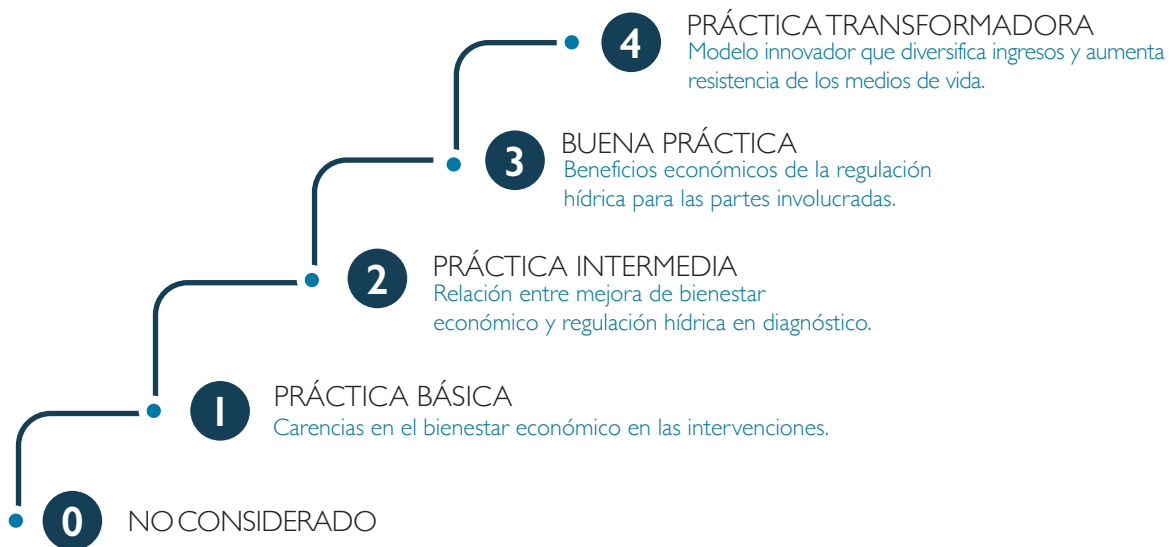 4
PRÁCTICA TRANSFORMADORA
Modelo innovador que diversifica ingresos y aumenta
resistencia de los medios de vida.
3
BUENA PRÁCTICA
Beneficios económicos de la regulación
hídrica para las partes involucradas.
2
PRÁCTICA INTERMEDIA
Relación entre mejora de bienestar
económico y regulación hídrica en diagnóstico.
1
PRÁCTICA BÁSICA
Carencias en el bienestar económico en las intervenciones.
0
NO CONSIDERADO